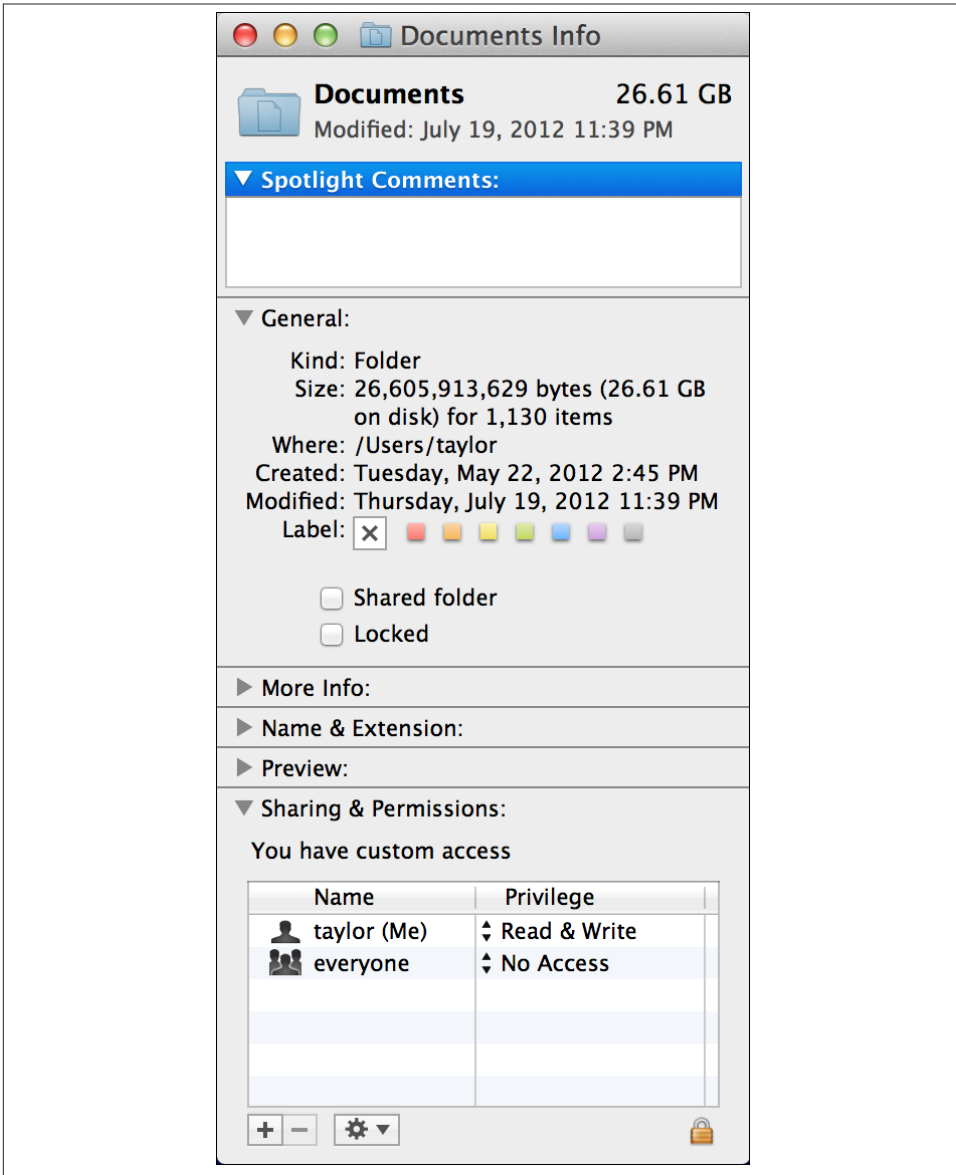 Documents Info
Documents 26.61 GB
Modified: July 19, 2012 11:39 PM
Spotlight Comments:
General:
Kind: Folder
Size: 26,605,913,629 bytes (26.61 GB
on disk) for 1,130 items
Where: /Users/taylor
Created: Tuesday, May 22, 2012 2:45 PM
Modified: Thursday, July 19, 2012 11:39 PM
Label:
Shared folder
Locked
More Info:
Name & Extension:
Preview:
Sharing & Permissions:
You have custom access
Name Privilege
taylor (Me) Read & Write
everyone No Access